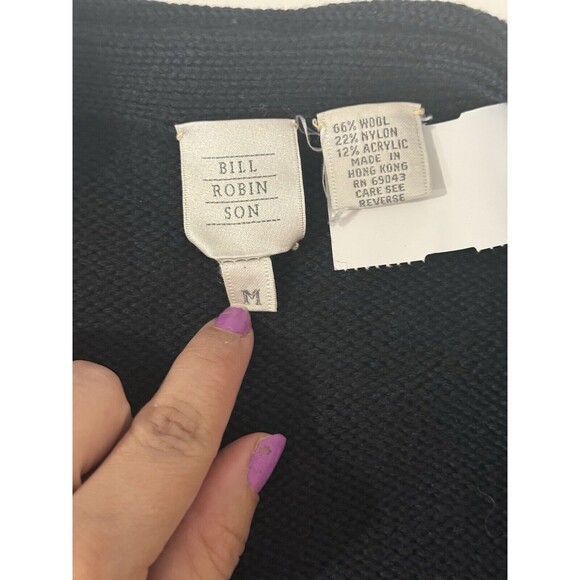 BILL
ROBIN
SON
M
66% WOOL
22% NYLON
12% ACRYLIC
MADE IN
HONG KONG
RN 69043
CARE SEE
REVERSE